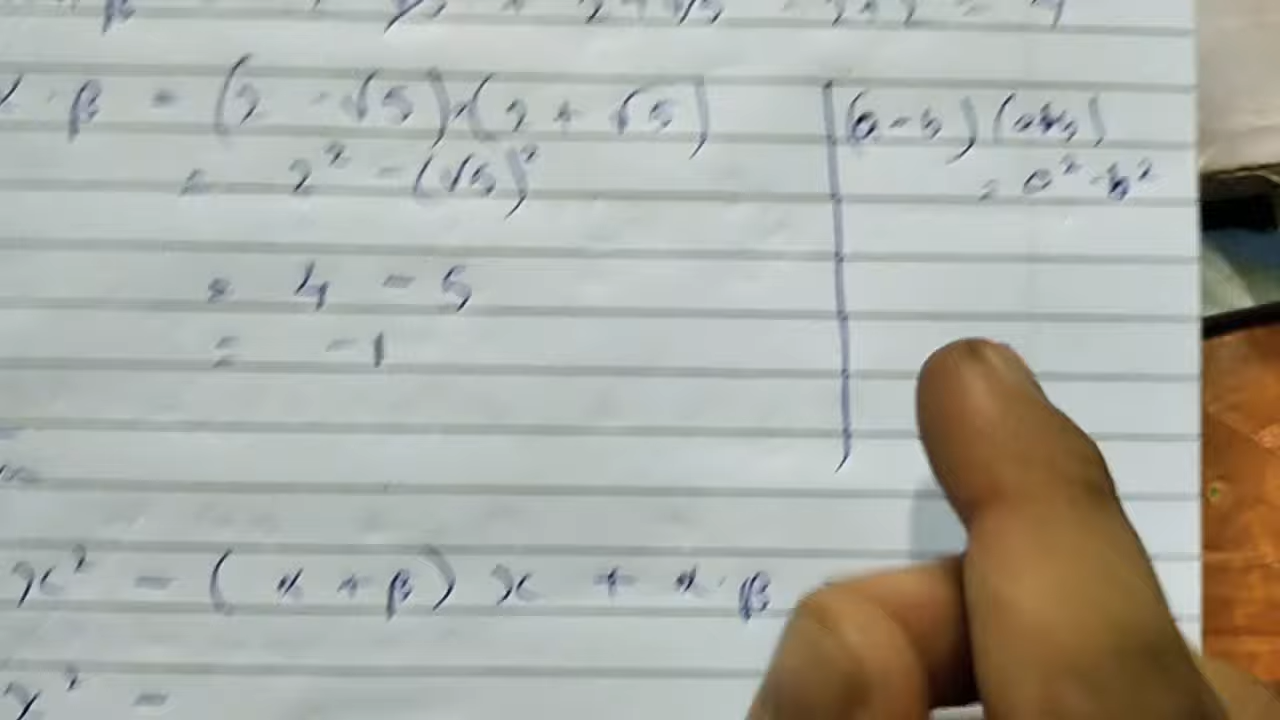 α · β = (2 - √5) · (2 + √5)
= 2² - (√5)²
= 4 - 5
= -1
(a-b) (a+b)
= a² - b²
x² - (α + β) x + α · β
x² -